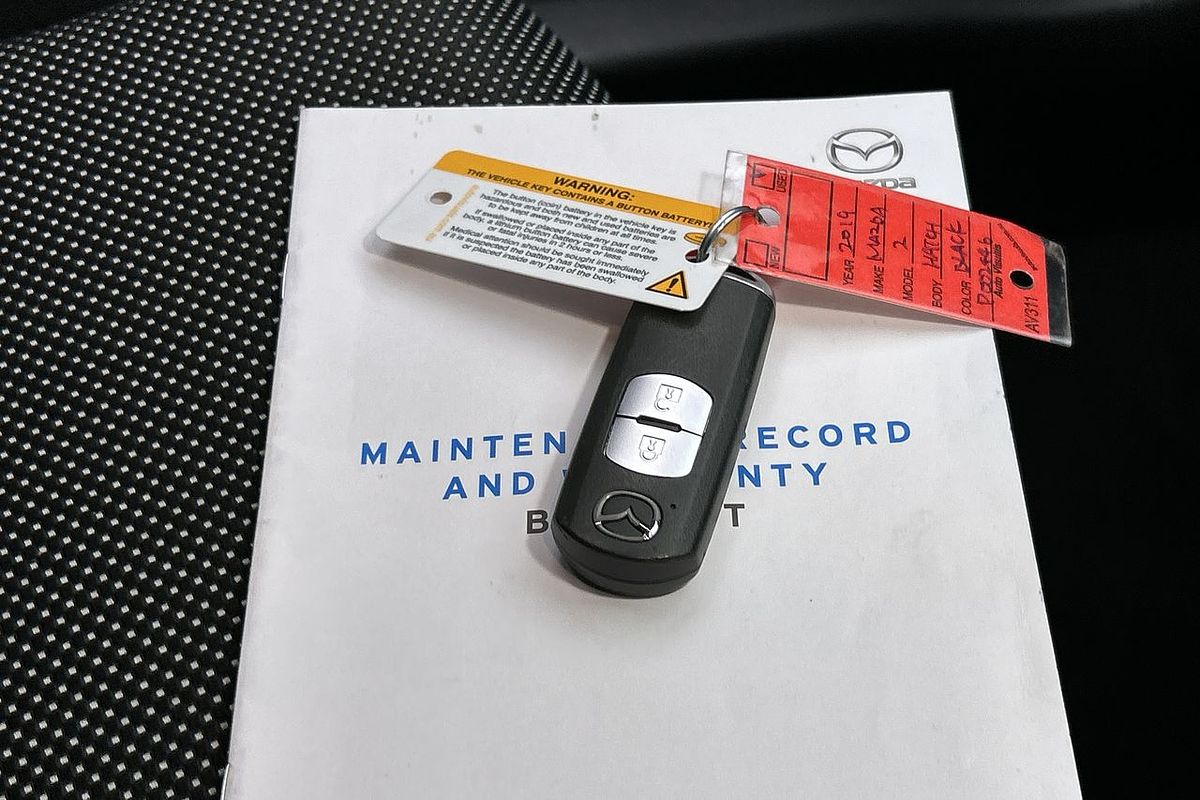 mazda
WARNING:
THE VEHICLE KEY CONTAINS A BUTTON BATTERY!
The button (coin) battery in the vehicle key is
hazardous and both new and used batteries are
to be kept away from children at all times.
If swallowed or placed inside any part of the
body, a lithium button battery can cause severe
or fatal injuries in 2 hours or less.
Medical attention should be sought immediately
if it is suspected the battery has been swallowed
or placed inside any part of the body.
USED
NEW
YEAR 2019
MAKE MAZDA
MODEL 2
BODY HATCH
COLOR BLACK
Auto Visuals
AV311
MAINTEN RECORD
AND NTY
B T